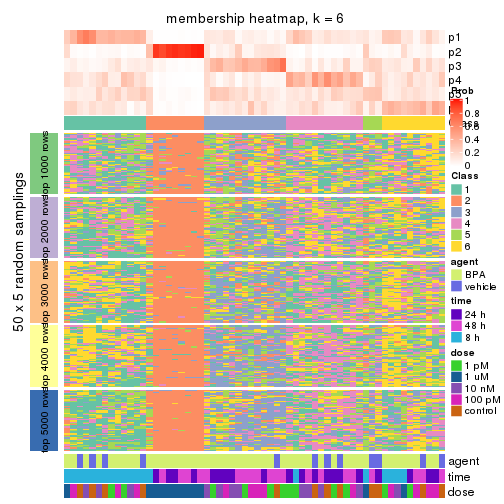 membership heatmap, k = 6
p1
p2
p3
p4
Prob
1
0.8
0.6
0.4
0.2
0
Class
1
2
3
4
5
6
agent
BPA
vehicle
time
24 h
48 h
8 h
dose
1 pM
1 uM
10 nM
100 pM
control
50 x 5 random samplings
top 1000 rows
top 2000 rows
top 3000 rows
top 4000 rows
top 5000 rows
agent
time
dose